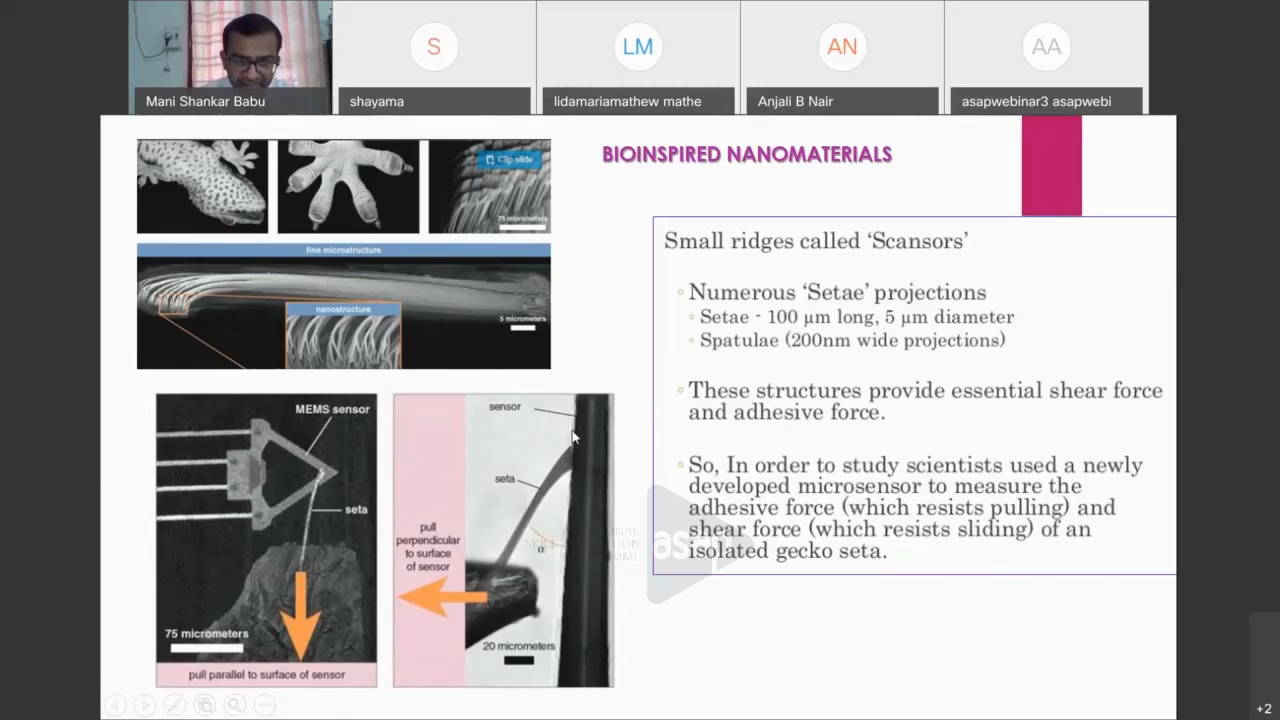 S
LM
AN
AA
Mani Shankar Babu
shayama
lidamariamathew mathe
Anjali B Nair
asapwebinar3 asapwebi
BIOINSPIRED NANOMATERIALS
Clip slide
75 micrometers
fine microstructure
nanostructure
5 micrometers
Small ridges called ‘Scansors’
Numerous ‘Setae’ projections
Setae - 100 µm long, 5 µm diameter
Spatulae (200nm wide projections)
These structures provide essential shear force
and adhesive force.
So, In order to study scientists used a newly
developed microsensor to measure the
adhesive force (which resists pulling) and
shear force (which resists sliding) of an
isolated gecko seta.
MEMS sensor
seta
75 micrometers
pull parallel to surface of sensor
sensor
seta
α
pull
perpendicular
to surface
of sensor
20 micrometers
asap
+2